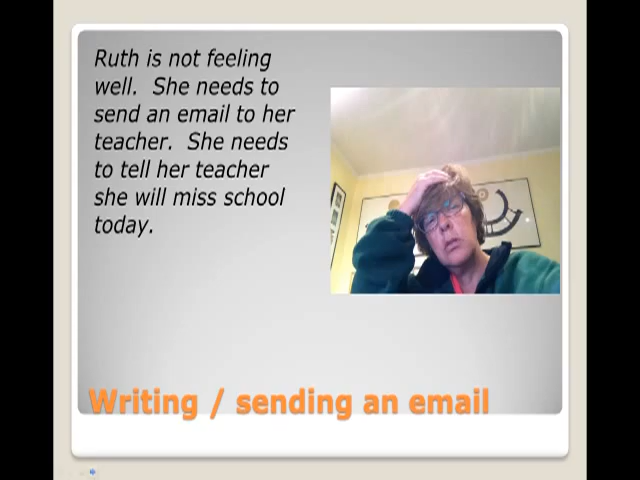 Ruth is not feeling
well.  She needs to
send an email to her
teacher.  She needs
to tell her teacher
she will miss school
today.
Writing / sending an email